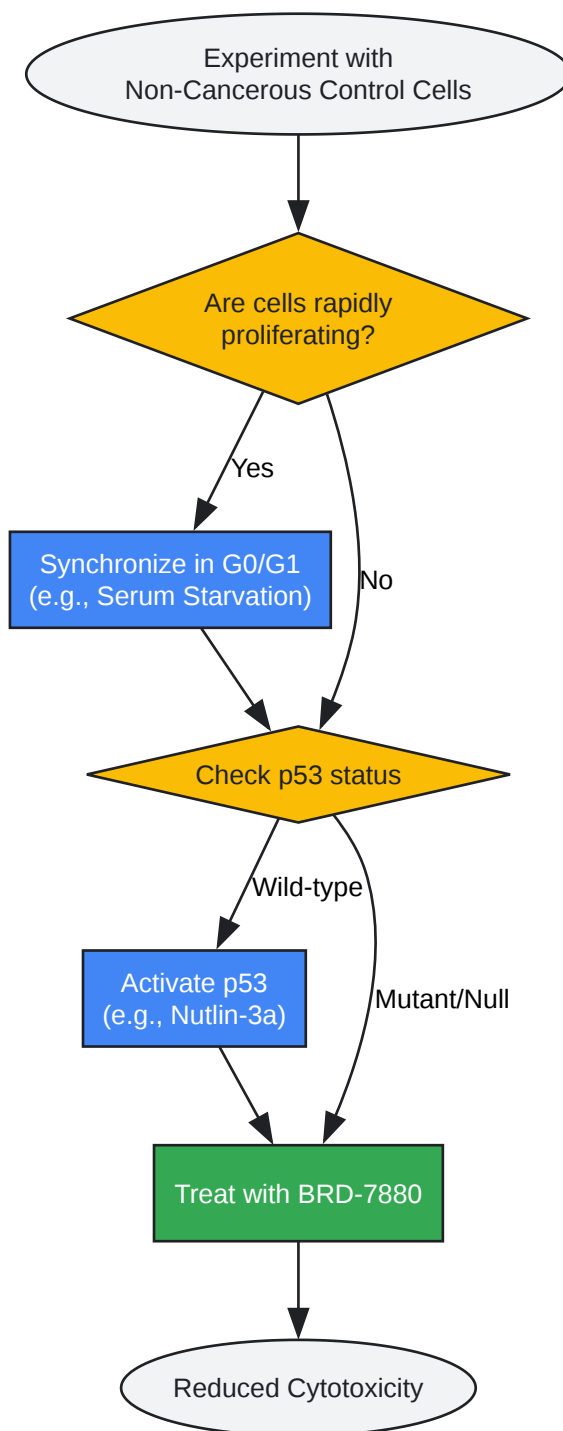 Experiment with
Non-Cancerous Control Cells
Are cells rapidly
proliferating?
Yes
Synchronize in G0/G1
(e.g., Serum Starvation)
No
Check p53 status
Wild-type
Activate p53
(e.g., Nutlin-3a)
Mutant/Null
Treat with BRD-7880
Reduced Cytotoxicity